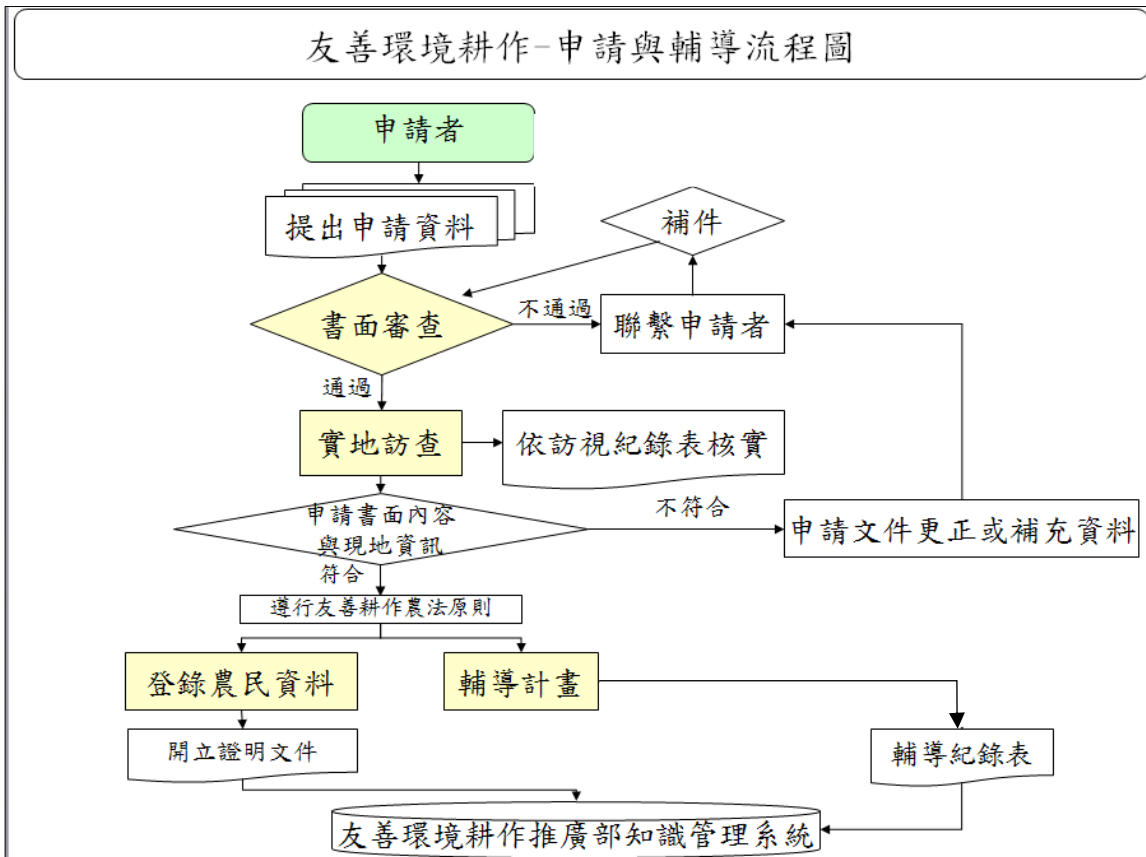 友善環境耕作-申請與輔導流程圖
申請者
提出申請資料
補件
書面審查
不通過
聯繫申請者
通過
實地訪查
依訪視紀錄表核實
申請書面內容
與現地資訊
不符合
申請文件更正或補充資料
符合
遵行友善耕作農法原則
登錄農民資料
輔導計畫
開立證明文件
輔導紀錄表
友善環境耕作推廣部知識管理系統